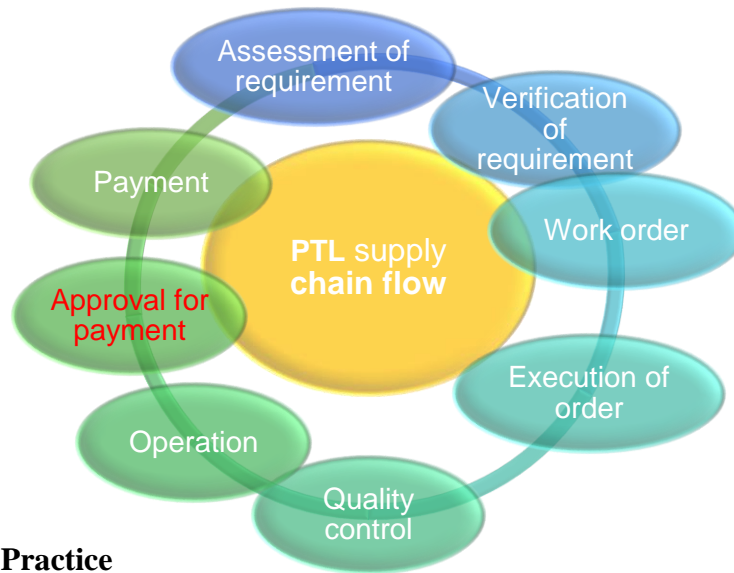 Assessment of
requirement
Verification
of
requirement
Work order
Execution of
order
Quality
control
Operation
Approval for
payment
Payment
PTL supply
chain flow
Practice